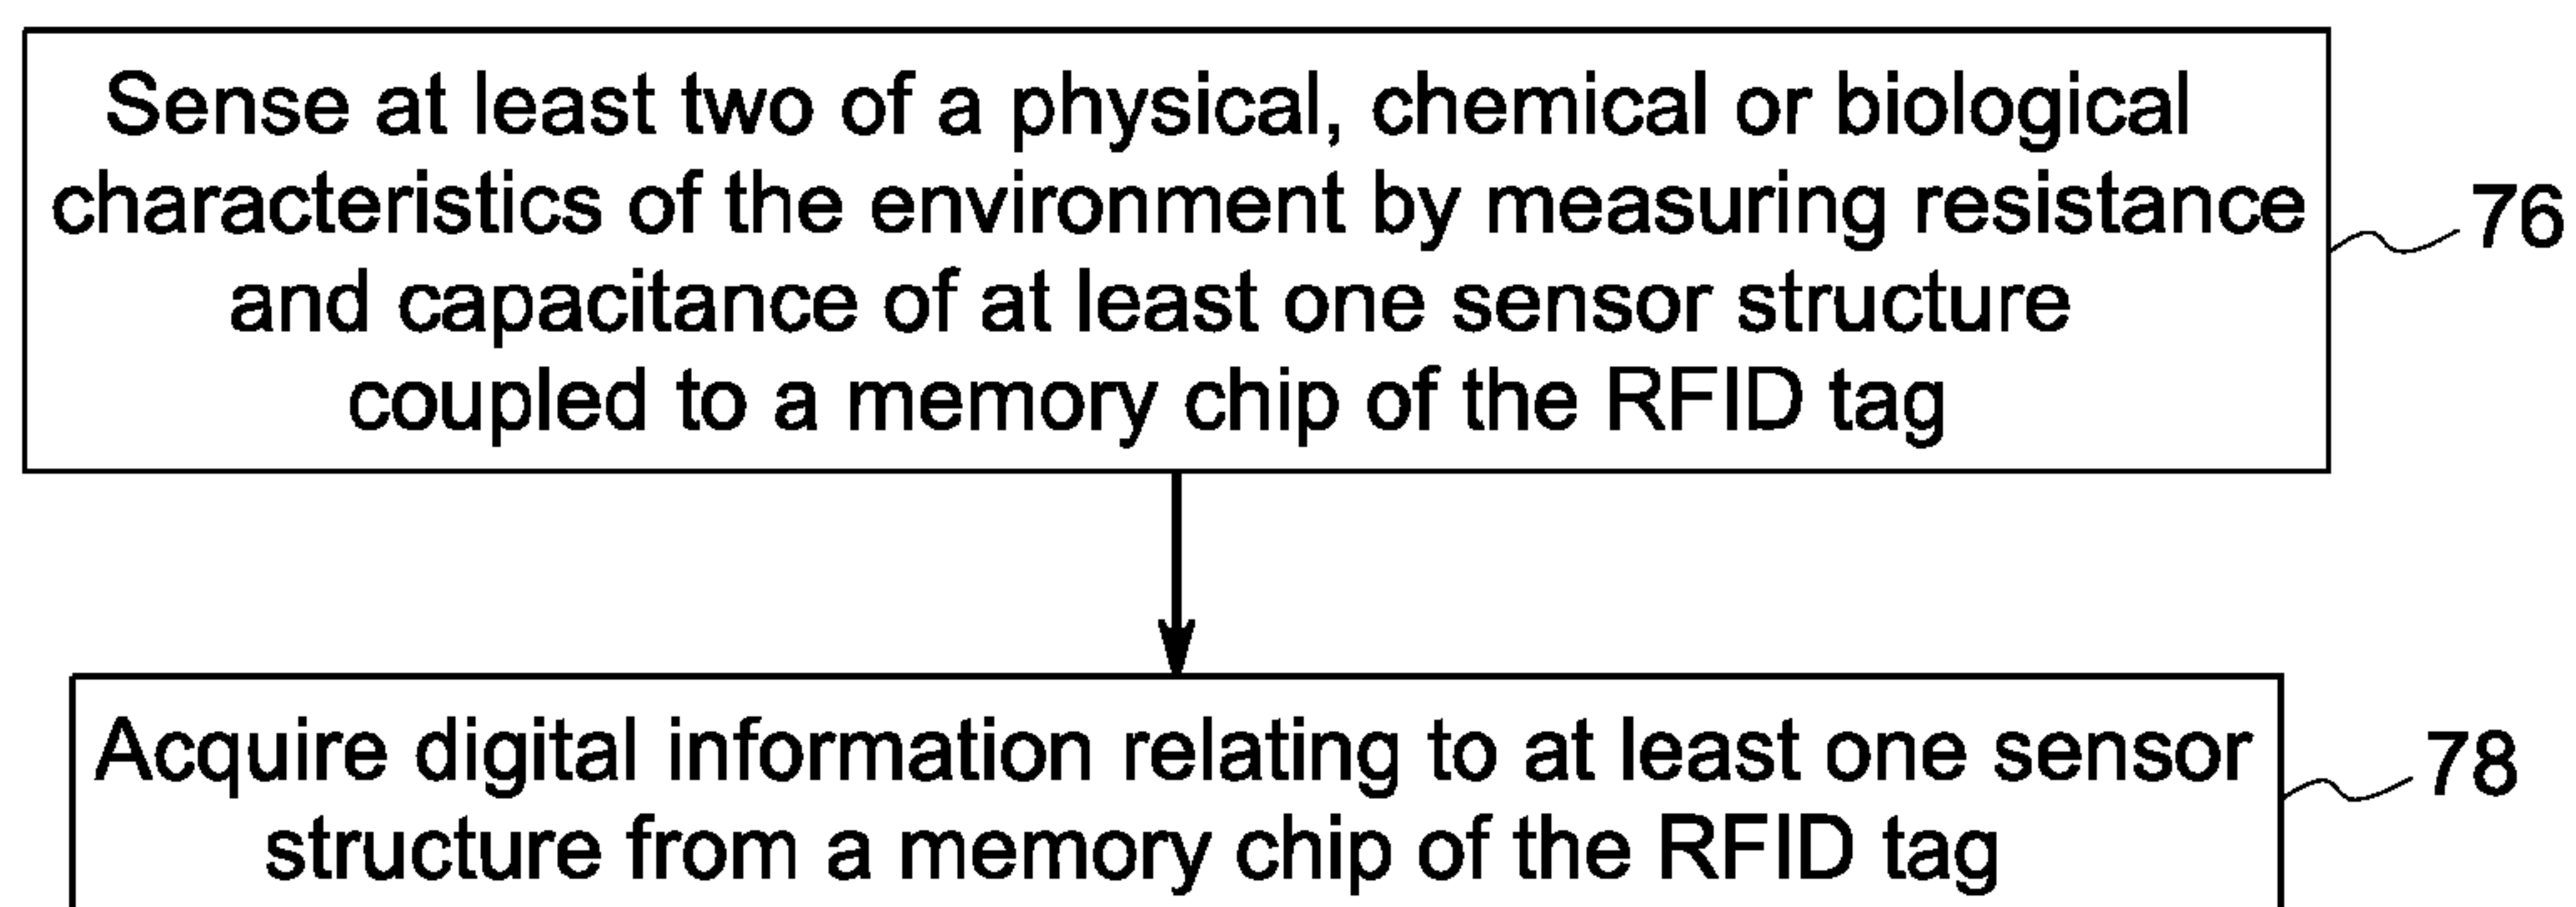 Sense at least two of a physical, chemical or biological
characteristics of the environment by measuring resistance
and capacitance of at least one sensor structure
coupled to a memory chip of the RFID tag
76
Acquire digital information relating to at least one sensor
structure from a memory chip of the RFID tag
78